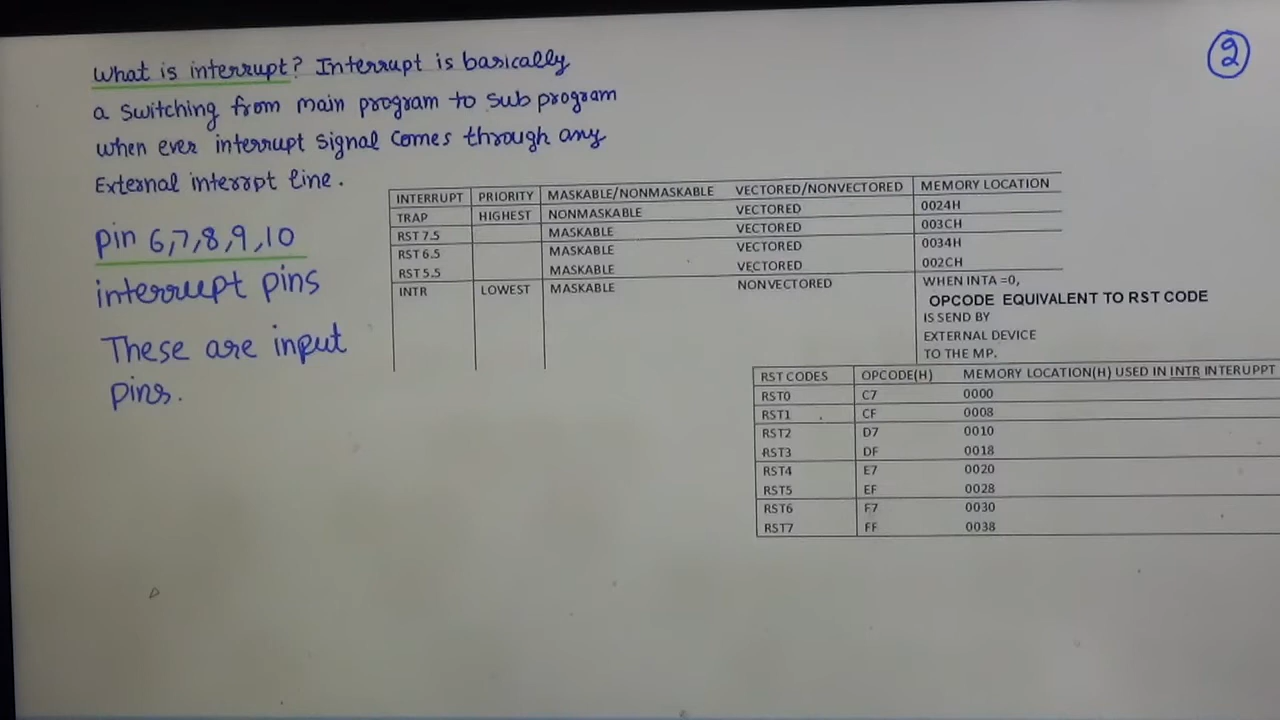 2
What is interrupt? Interrupt is basically
a switching from main program to sub program
when ever interrupt signal comes through any
External interrpt line.
pin 6,7,8,9,10
interrupt pins
These are input
pins.
INTERRUPT PRIORITY MASKABLE/NONMASKABLE VECTORED/NONVECTORED MEMORY LOCATION
TRAP HIGHEST NONMASKABLE VECTORED 0024H
RST 7.5 MASKABLE VECTORED 003CH
RST 6.5 MASKABLE VECTORED 0034H
RST 5.5 MASKABLE VECTORED 002CH
INTR LOWEST MASKABLE NONVECTORED WHEN INTA =0,
OPCODE EQUIVALENT TO RST CODE
IS SEND BY
EXTERNAL DEVICE
TO THE MP.
RST CODES OPCODE(H) MEMORY LOCATION(H) USED IN INTR INTERUPPT
RST0 C7 0000
RST1 CF 0008
RST2 D7 0010
RST3 DF 0018
RST4 E7 0020
RST5 EF 0028
RST6 F7 0030
RST7 FF 0038